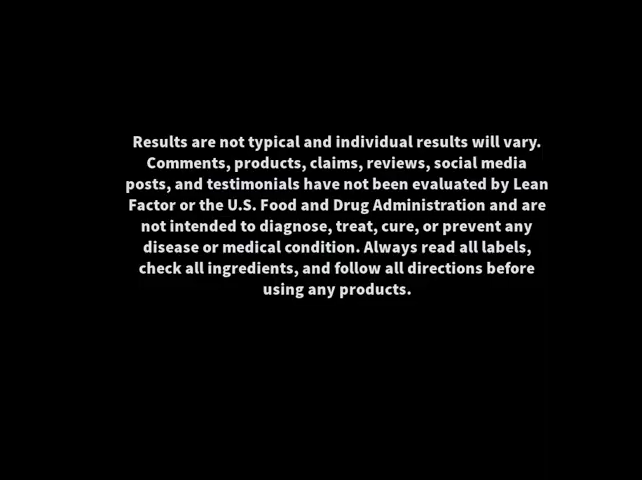 Results are not typical and individual results will vary.
Comments, products, claims, reviews, social media
posts, and testimonials have not been evaluated by Lean
Factor or the U.S. Food and Drug Administration and are
not intended to diagnose, treat, cure, or prevent any
disease or medical condition. Always read all labels,
check all ingredients, and follow all directions before
using any products.